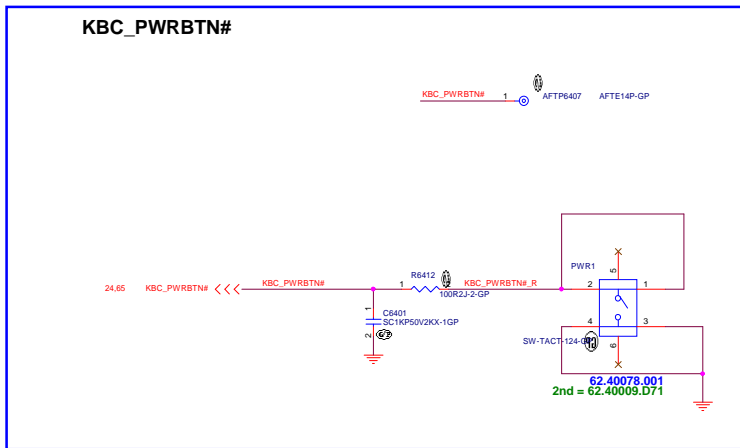 KBC_PWRBTN#
KBC_PWRBTN# 1 AFTP6407 AFTE14P-GP
24,65 KBC_PWRBTN# KBC_PWRBTN# 1 R6412 KBC_PWRBTN#_R
100R2J-2-GP
1 C6401
SC1KP50V2KX-1GP
2
PWR1
5
2 1
4 3
6
SW-TACT-124-
62.40078.001
2nd = 62.40009.D71